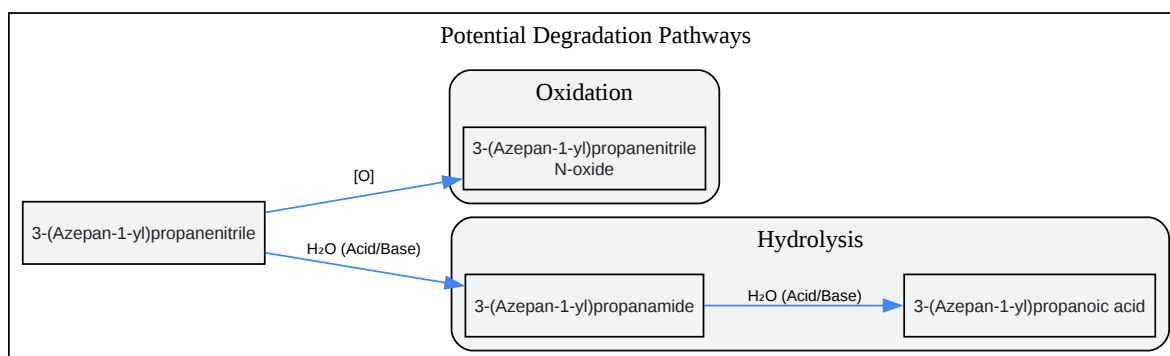 Potential Degradation Pathways
Oxidation
3-(Azepan-1-yl)propanenitrile
N-oxide
[O]
3-(Azepan-1-yl)propanenitrile
H₂O (Acid/Base)
Hydrolysis
3-(Azepan-1-yl)propanamide
H₂O (Acid/Base)
3-(Azepan-1-yl)propanoic acid